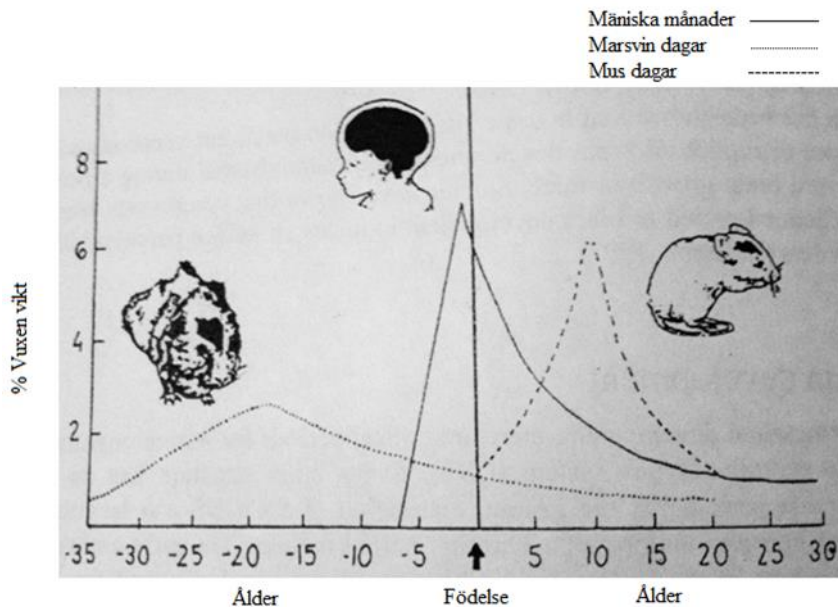 Mäniska månader
Marsvin dagar
Mus dagar
8
6
4
2
% Vuxen vikt
-35 -25 -20 -15 -10 -5 5 10 15 20 25 30
Ålder Födelse Ålder